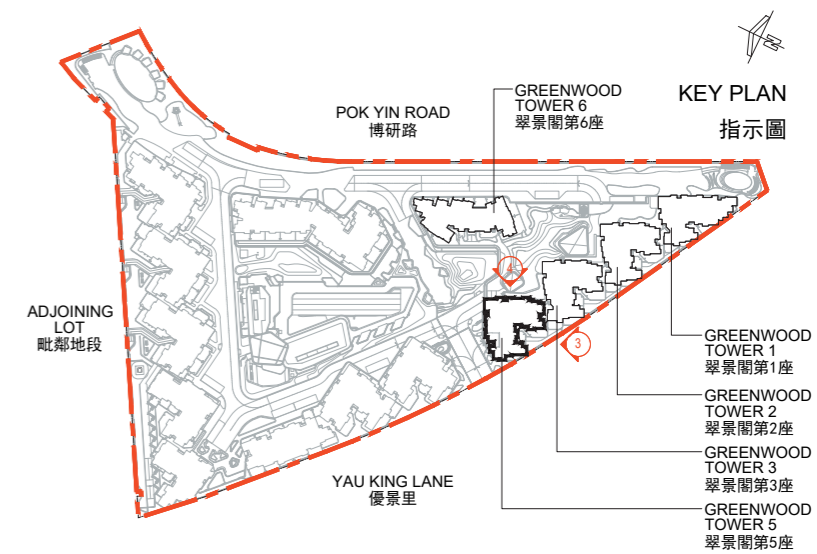 N
KEY PLAN
指示圖
GREENWOOD
TOWER 6
翠景閣第6座
POK YIN ROAD
博研路
4
ADJOINING
LOT
毗鄰地段
3
GREENWOOD
TOWER 1
翠景閣第1座
GREENWOOD
TOWER 2
翠景閣第2座
GREENWOOD
TOWER 3
翠景閣第3座
YAU KING LANE
優景里
GREENWOOD
TOWER 5
翠景閣第5座